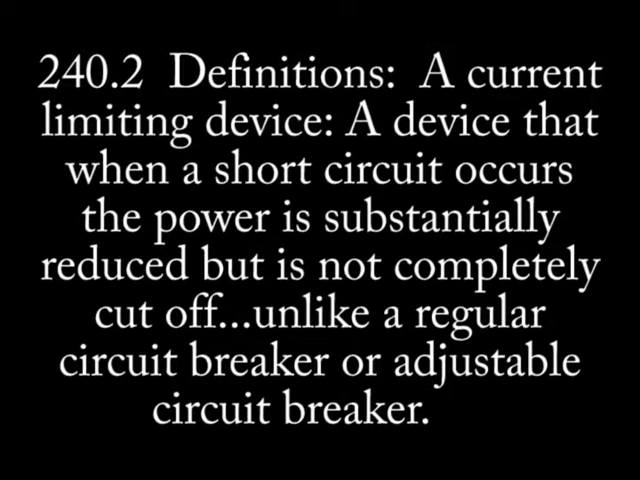 240.2 Definitions: A current
limiting device: A device that
when a short circuit occurs
the power is substantially
reduced but is not completely
cut off...unlike a regular
circuit breaker or adjustable
circuit breaker.